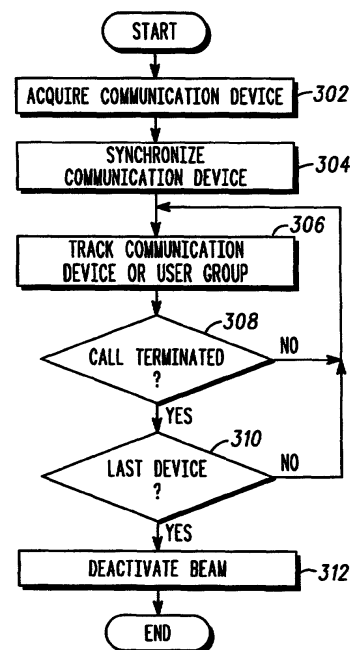 START
ACQUIRE COMMUNICATION DEVICE
302
SYNCHRONIZE
COMMUNICATION DEVICE
304
306
TRACK COMMUNICATION
DEVICE OR USER GROUP
308
CALL TERMINATED
?
NO
YES
310
LAST DEVICE
?
NO
YES
DEACTIVATE BEAM
312
END